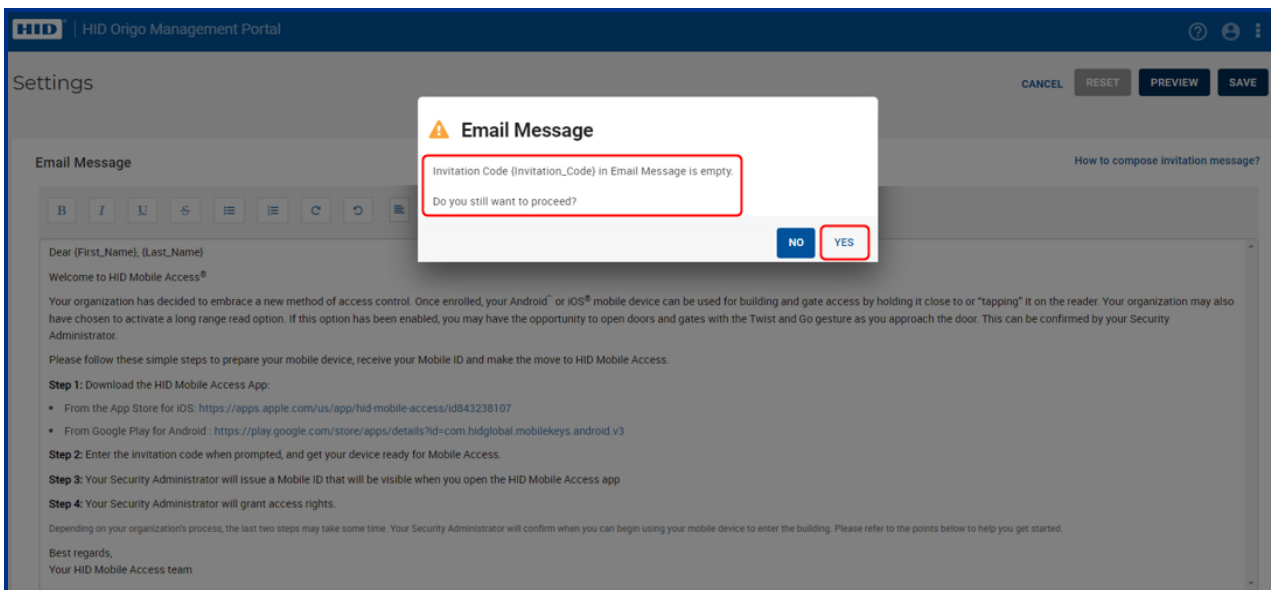 HID | HID Origo Management Portal
Settings
CANCEL RESET PREVIEW SAVE
Email Message
Invitation Code {Invitation_Code} in Email Message is empty.
Do you still want to proceed?
NO YES
Email Message
How to compose invitation message?
B I U S
Dear {First_Name}, {Last_Name}
Welcome to HID Mobile Access®
Your organization has decided to embrace a new method of access control. Once enrolled, your Android™ or iOS® mobile device can be used for building and gate access by holding it close to or "tapping" it on the reader. Your organization may also
have chosen to activate a long range read option. If this option has been enabled, you may have the opportunity to open doors and gates with the Twist and Go gesture as you approach the door. This can be confirmed by your Security
Administrator.
Please follow these simple steps to prepare your mobile device, receive your Mobile ID and make the move to HID Mobile Access.
Step 1: Download the HID Mobile Access App:
• From the App Store for iOS: https://apps.apple.com/us/app/hid-mobile-access/id843238107
• From Google Play for Android : https://play.google.com/store/apps/details?id=com.hidglobal.mobilekeys.android.v3
Step 2: Enter the invitation code when prompted, and get your device ready for Mobile Access.
Step 3: Your Security Administrator will issue a Mobile ID that will be visible when you open the HID Mobile Access app
Step 4: Your Security Administrator will grant access rights.
Depending on your organization's process, the last two steps may take some time. Your Security Administrator will confirm when you can begin using your mobile device to enter the building. Please refer to the points below to help you get started.
Best regards,
Your HID Mobile Access team